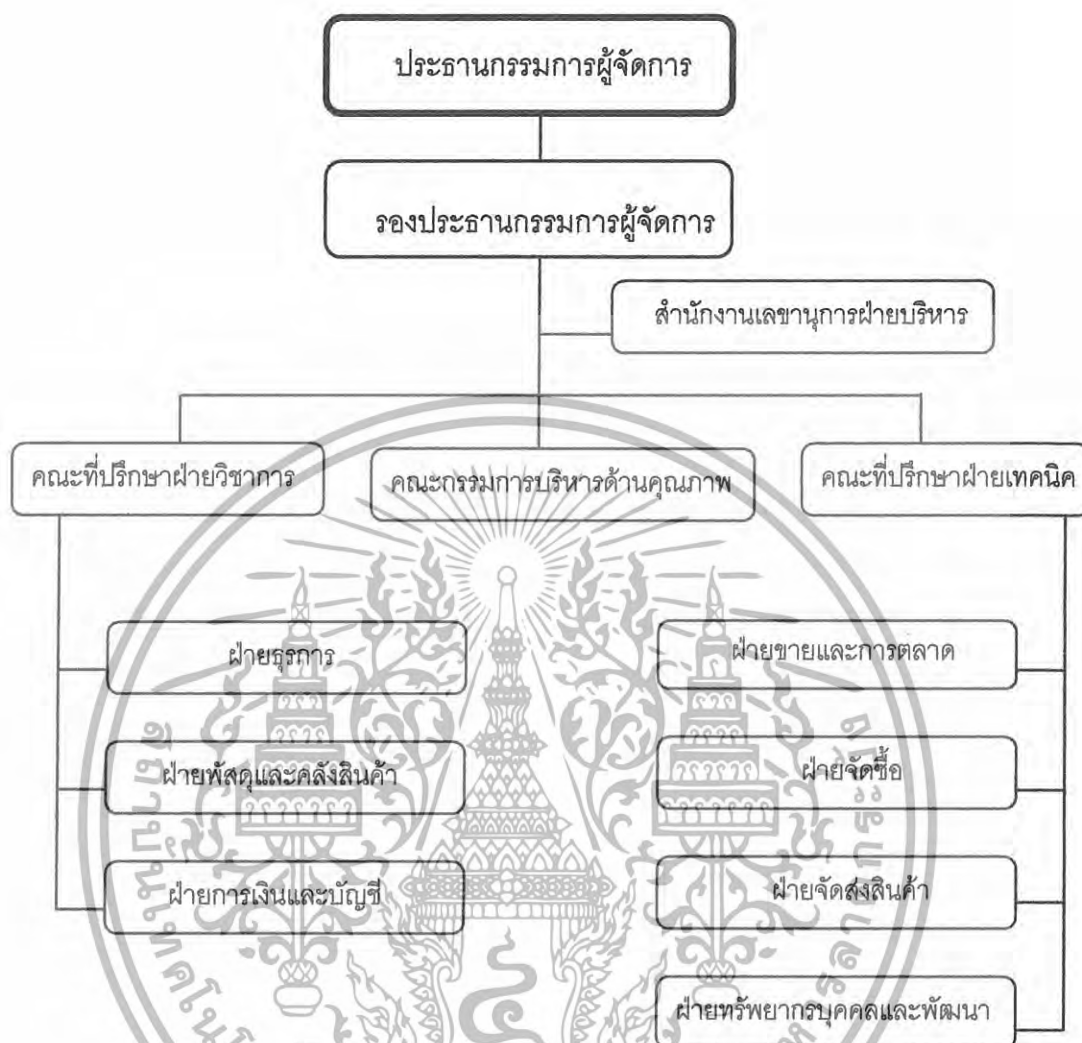 ประธานกรรมการผู้จัดการ
รองประธานกรรมการผู้จัดการ
สำนักงานเลขานุการฝ่ายบริหาร
คณะที่ปรึกษาฝ่ายวิชาการ
คณะกรรมการบริหารด้านคุณภาพ
คณะที่ปรึกษาฝ่ายเทคนิค
ฝ่ายธุรการ
ฝ่ายขายและการตลาด
ฝ่ายพัสดุและคลังสินค้า
ฝ่ายจัดซื้อ
ฝ่ายการเงินและบัญชี
ฝ่ายจัดส่งสินค้า
ฝ่ายทรัพยากรบุคคลและพัฒนา